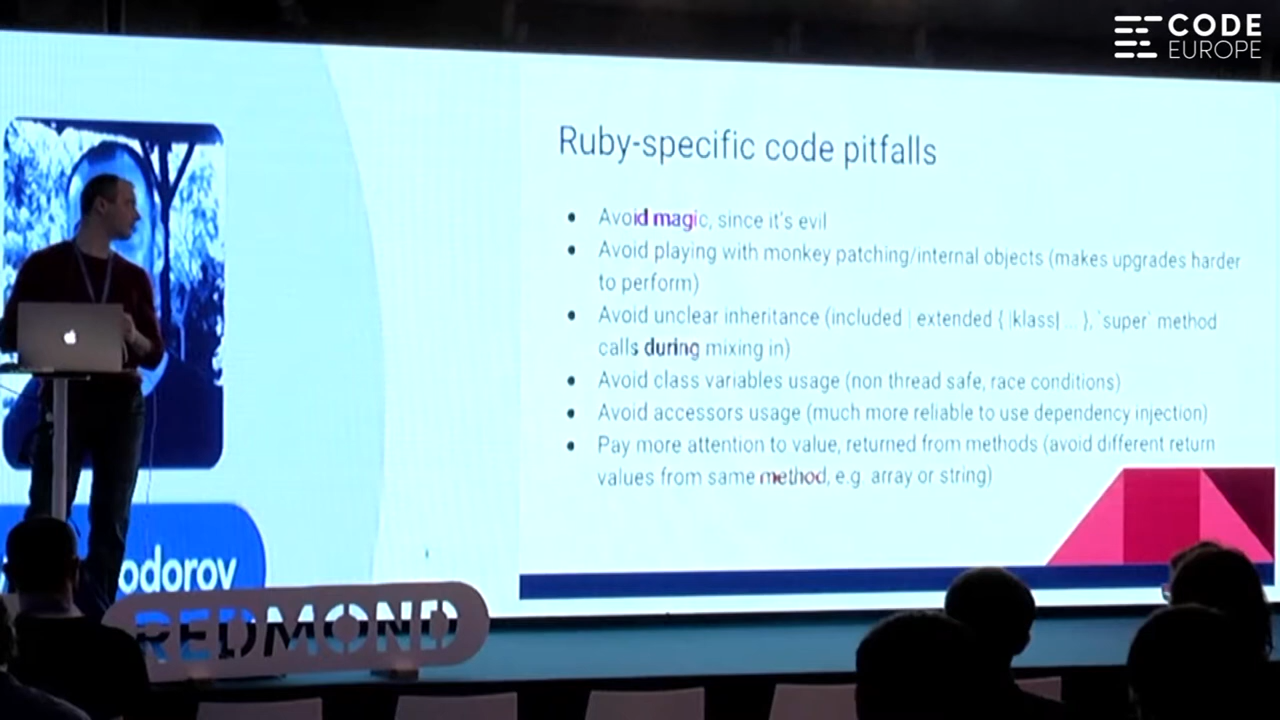 CODE
EUROPE
Ruby-specific code pitfalls
• Avoid magic, since it's evil
• Avoid playing with monkey patching/internal objects (makes upgrades harder
to perform)
• Avoid unclear inheritance (included | extended { |klass| ... }, `super` method
calls during mixing in)
• Avoid class variables usage (non thread safe, race conditions)
• Avoid accessors usage (much more reliable to use dependency injection)
• Pay more attention to value, returned from methods (avoid different return
values from same method, e.g. array or string)
odorov
REDMOND